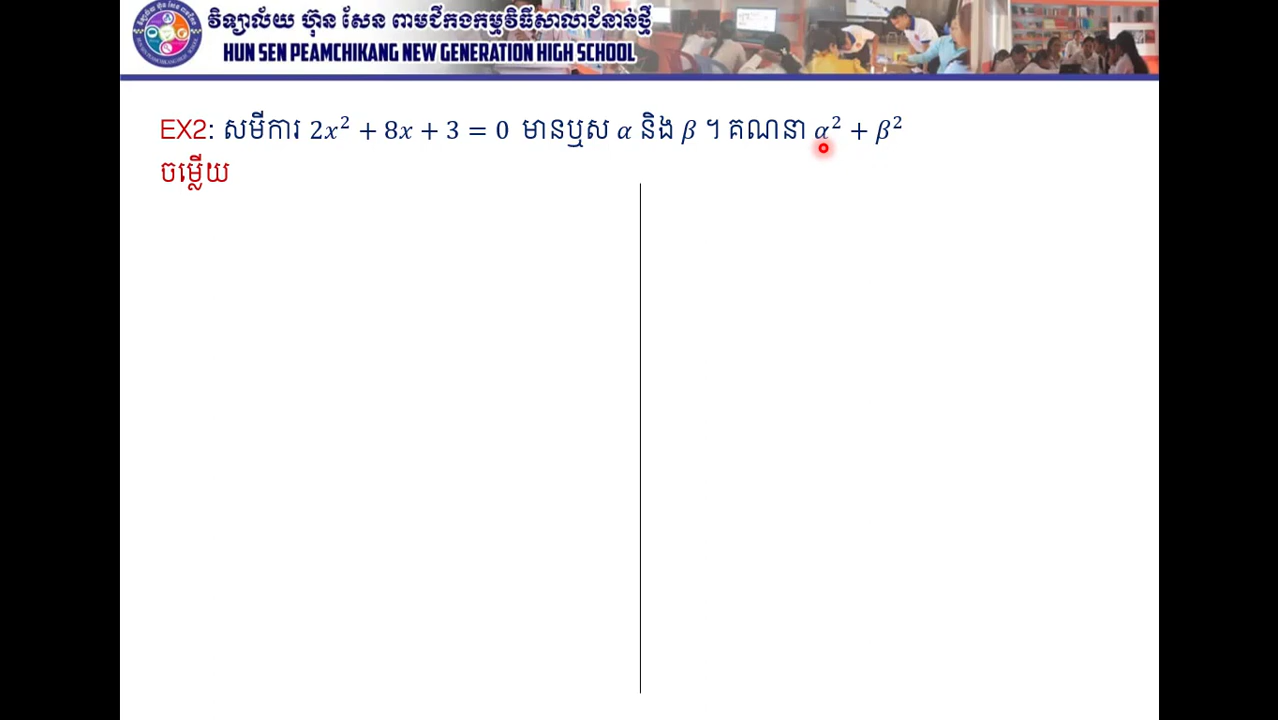 វិទ្យាល័យ ហ៊ុន សែន ពាមជីកងកម្មវិធីសាលាជំនាន់ថ្មី
HUN SEN PEAMCHIKANG NEW GENERATION HIGH SCHOOL
EX2: សមីការ 2x² + 8x + 3 = 0 មានឬស α និង β ។ គណនា α² + β²
ចម្លើយ